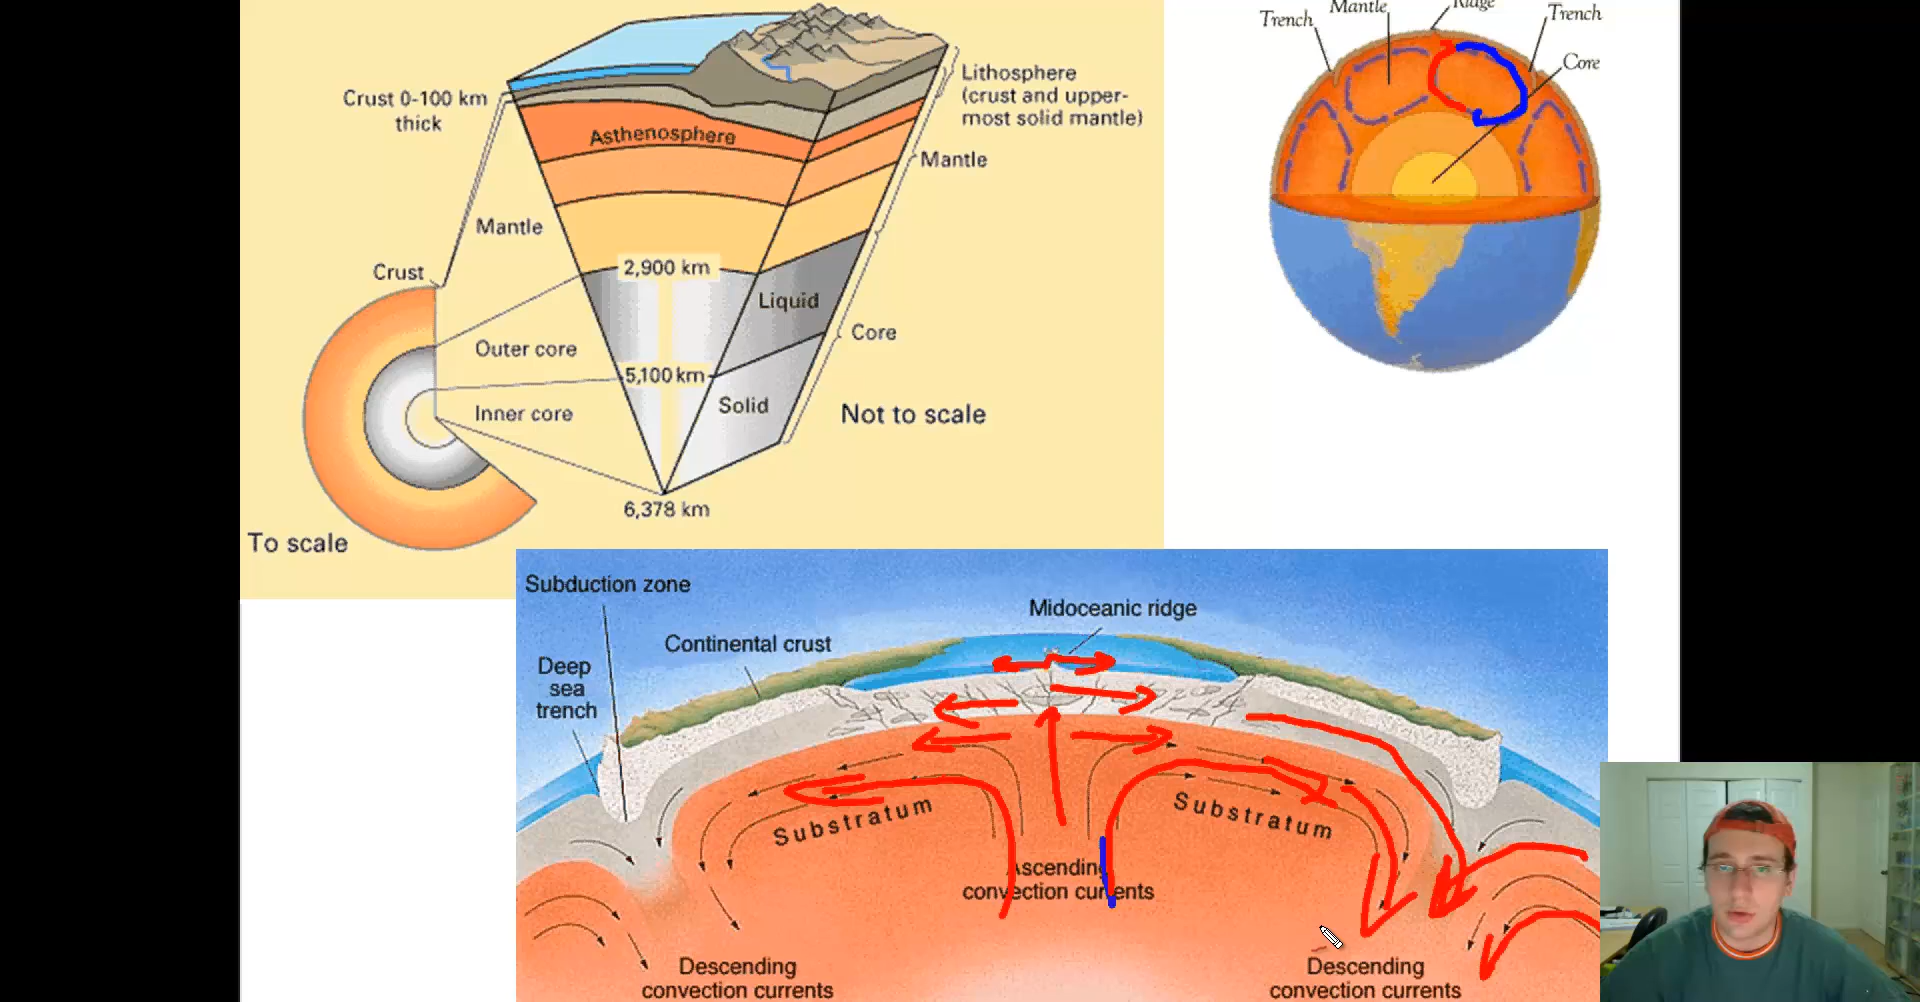 Crust 0-100 km
thick
Asthenosphere
Lithosphere
(crust and upper-
most solid mantle)
Mantle
Mantle
2,900 km
Liquid
Crust
Core
Outer core
5,100 km
Inner core
Solid
Not to scale
6,378 km
To scale
Trench
Mantle
Ridge
Trench
Core
Subduction zone
Midoceanic ridge
Continental crust
Deep
sea
trench
Substratum
Substratum
Ascending
convection currents
Descending
convection currents
Descending
convection currents